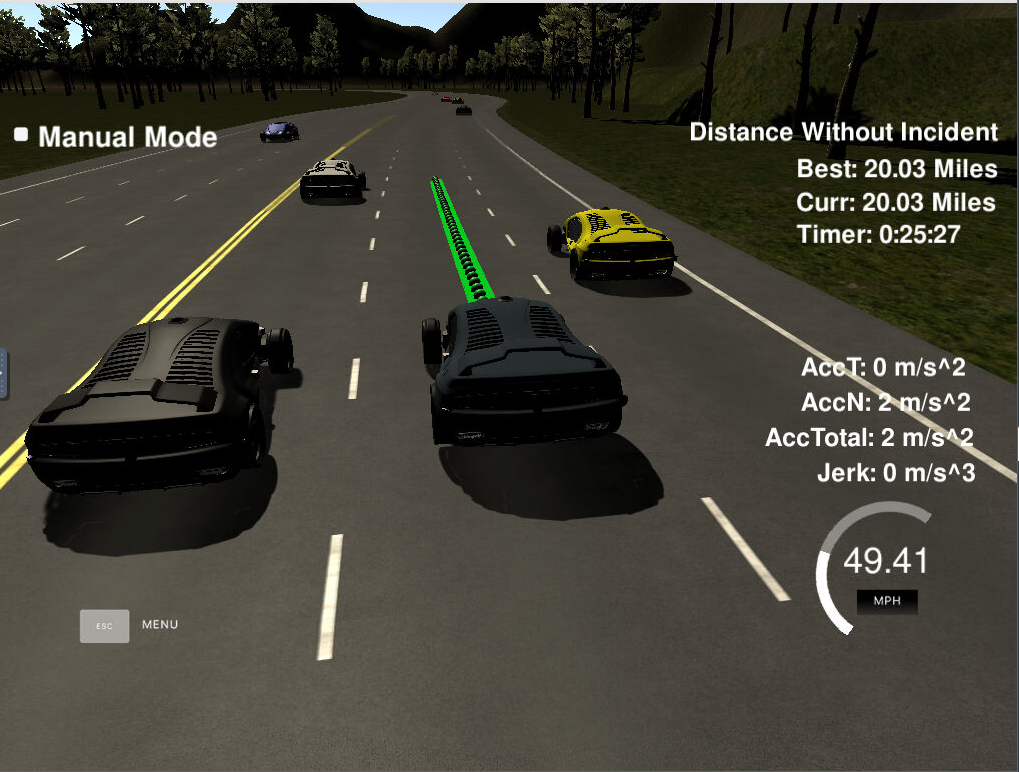 Manual Mode
Distance Without Incident
Best: 20.03 Miles
Curr: 20.03 Miles
Timer: 0:25:27
AccT: 0 m/s^2
AccN: 2 m/s^2
AccTotal: 2 m/s^2
Jerk: 0 m/s^3
49.41
MPH
ESC MENU